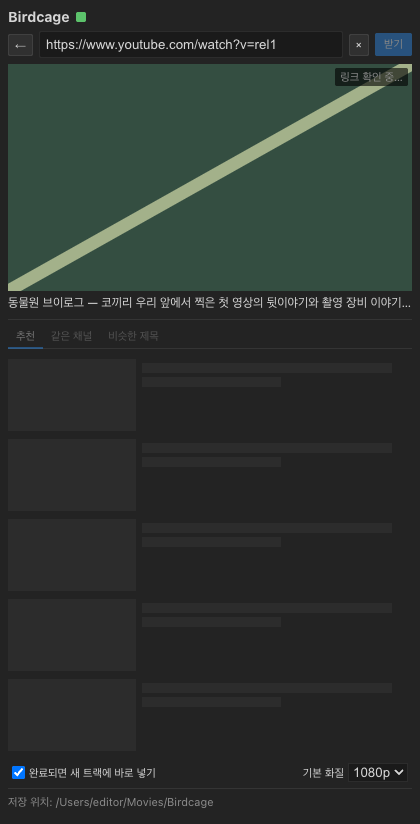 Birdcage
← https://www.youtube.com/watch?v=rel1 × 받기
링크 확인 중...
동물원 브이로그 — 코끼리 우리 앞에서 찍은 첫 영상의 뒷이야기와 촬영 장비 이야기...
추천 같은 채널 비슷한 제목
완료되면 새 트랙에 바로 넣기 기본 화질 1080p
저장 위치: /Users/editor/Movies/Birdcage